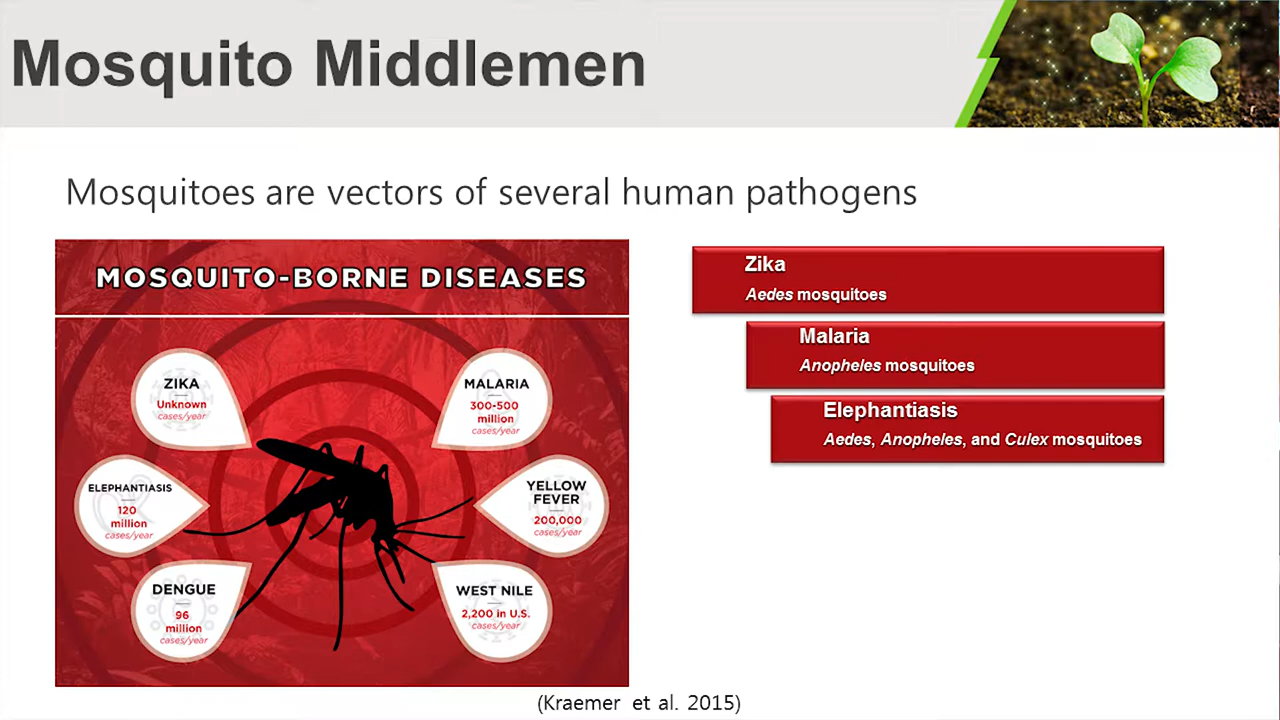 Mosquito Middlemen
Mosquitoes are vectors of several human pathogens
MOSQUITO-BORNE DISEASES
ZIKA
Unknown
cases/year
MALARIA
300-500
million
cases/year
ELEPHANTIASIS
120
million
cases/year
YELLOW
FEVER
200,000
cases/year
DENGUE
96
million
cases/year
WEST NILE
2,200 in U.S.
cases/year
Zika
Aedes mosquitoes
Malaria
Anopheles mosquitoes
Elephantiasis
Aedes, Anopheles, and Culex mosquitoes
(Kraemer et al. 2015)